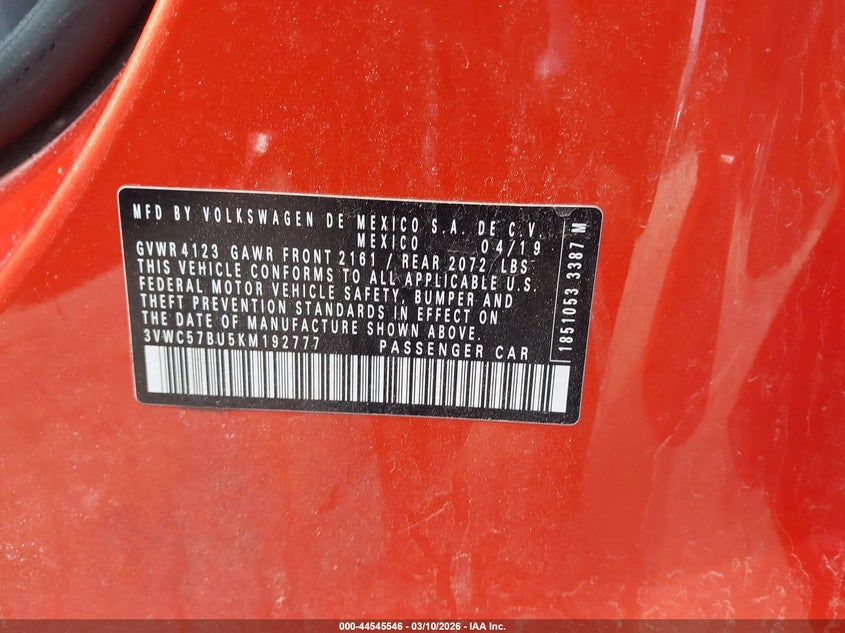 MFD BY VOLKSWAGEN DE MEXICO S.A. DE C.V.
MEXICO 04/19
GVWR 4123 GAWR FRONT 2161 / REAR 2072 LBS
THIS VEHICLE CONFORMS TO ALL APPLICABLE U.S.
FEDERAL MOTOR VEHICLE SAFETY, BUMPER AND
THEFT PREVENTION STANDARDS IN EFFECT ON
THE DATE OF MANUFACTURE SHOWN ABOVE.
3VWC57BU5KM192777 PASSENGER CAR
1851053 3387 M
000-44545546 - 03/10/2026 - IAA Inc.